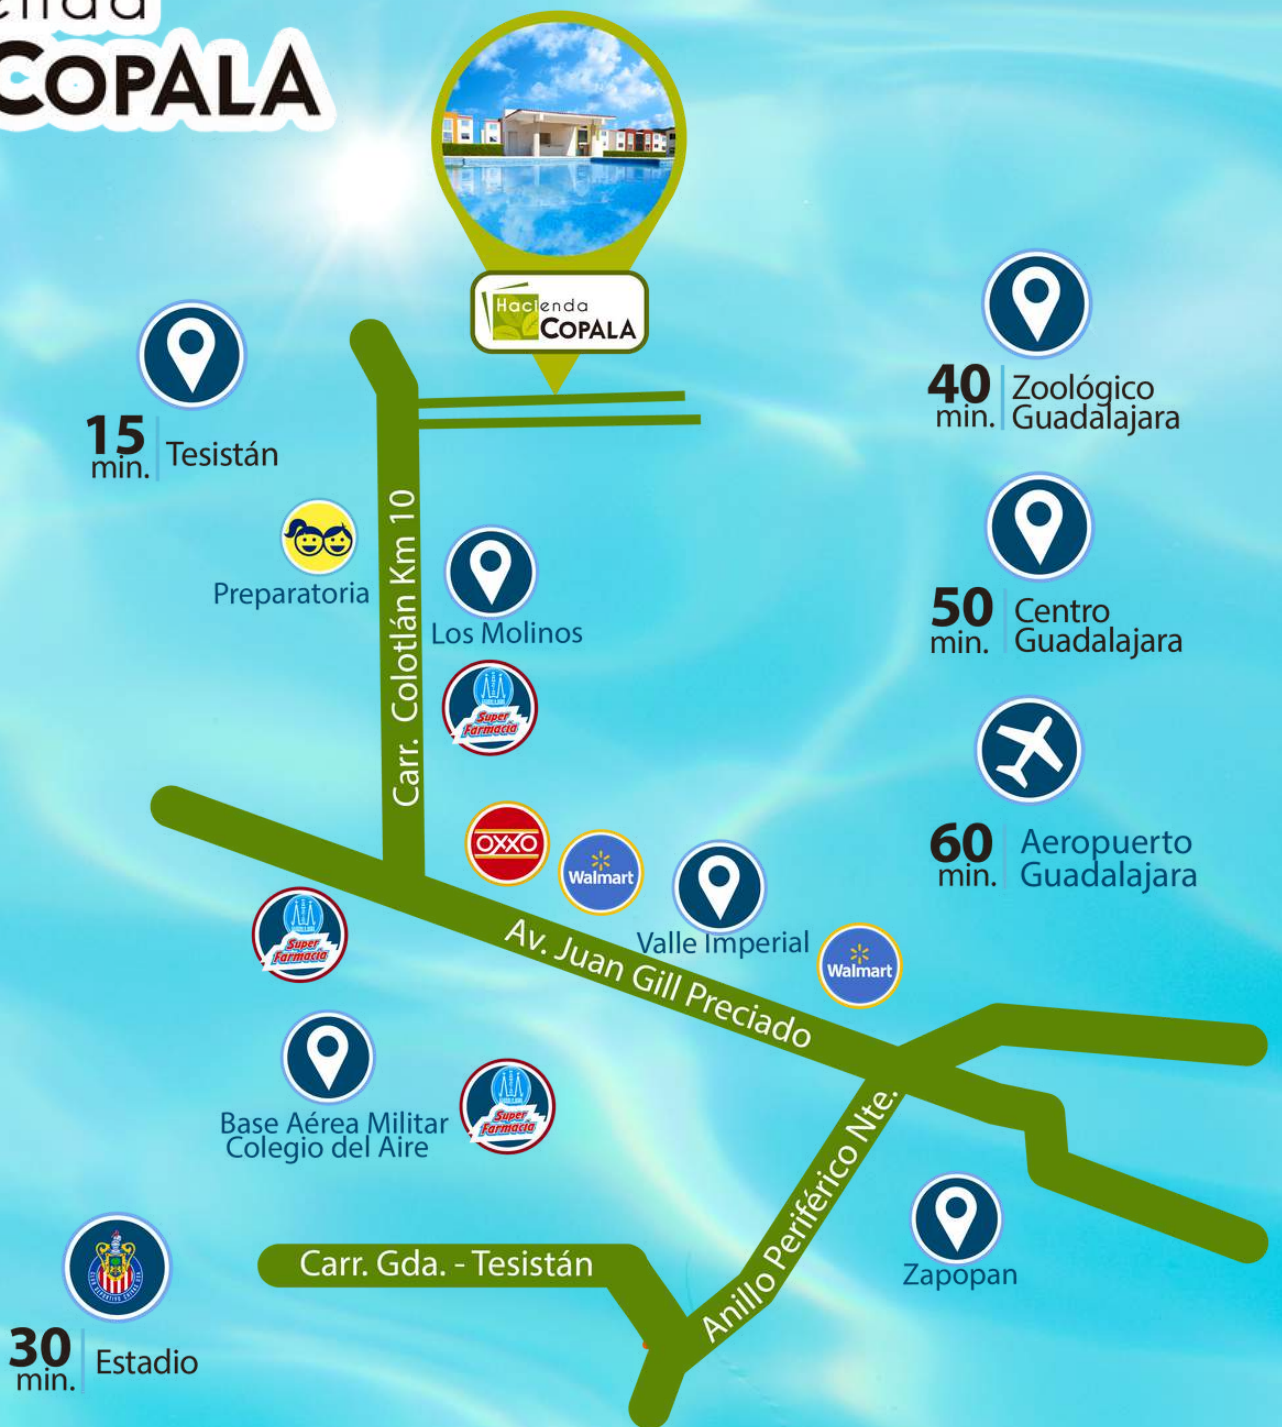 COPALA
Hacienda
COPALA
15
min.
Tesistán
40
min.
Zoológico
Guadalajara
Preparatoria
Carr. Colotlán Km 10
Los Molinos
50
min.
Centro
Guadalajara
Super
Farmacia
60
min.
Aeropuerto
Guadalajara
OXXO
Walmart
Valle Imperial
Walmart
Super
Farmacia
Av. Juan Gill Preciado
Base Aérea Militar
Colegio del Aire
Super
Farmacia
Anillo Periférico Nte.
Zapopan
Carr. Gda. - Tesistán
30
min.
Estadio